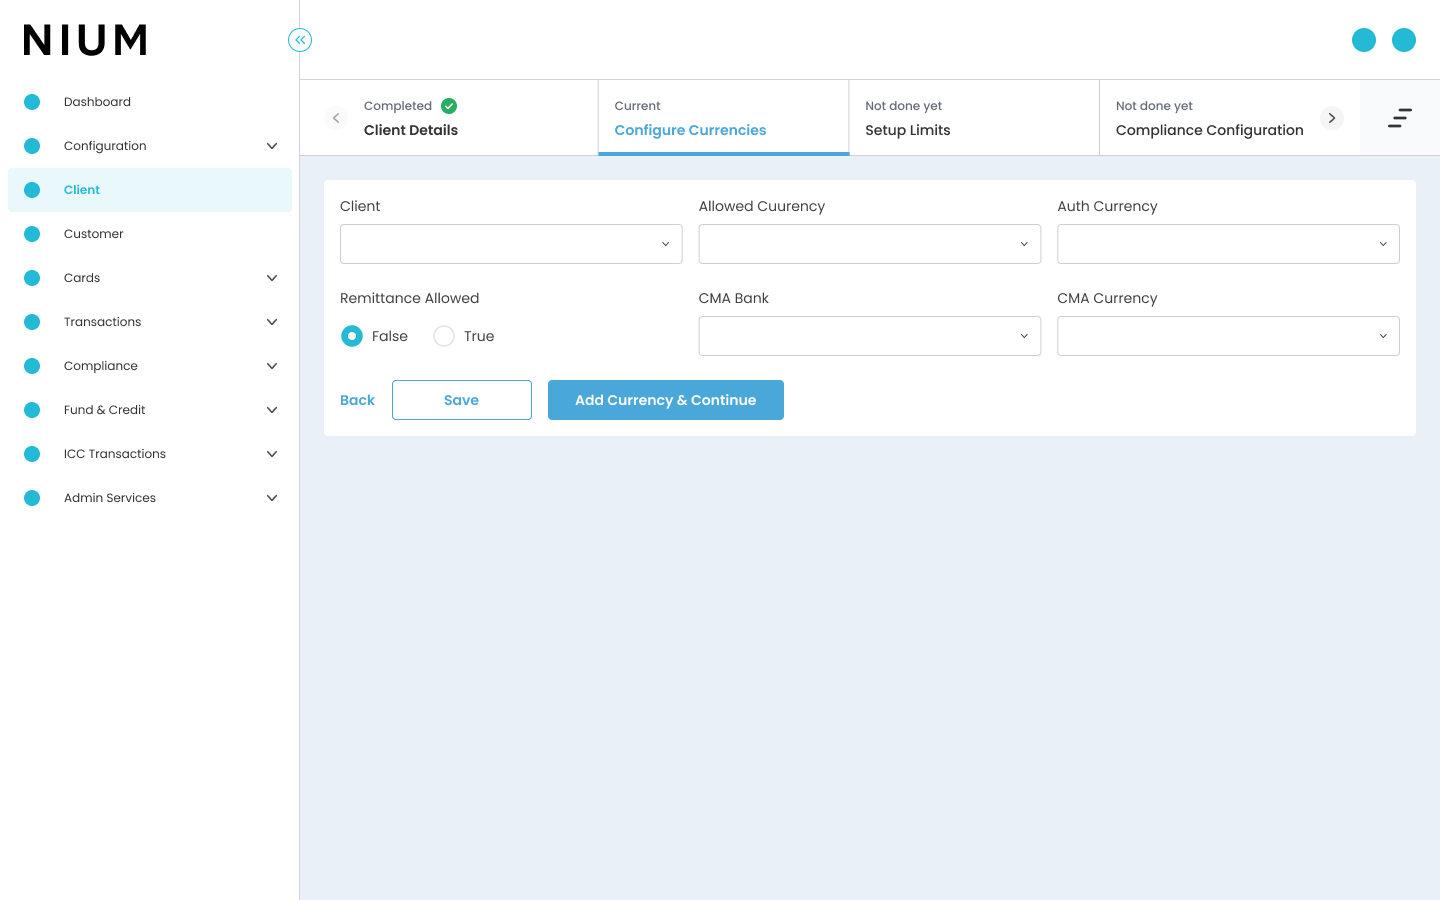 NIUM
Dashboard
Configuration
Client
Customer
Cards
Transactions
Compliance
Fund & Credit
ICC Transactions
Admin Services
Completed
Client Details
Current
Configure Currencies
Not done yet
Setup Limits
Not done yet
Compliance Configuration
Client
Allowed Cuurency
Auth Currency
Remittance Allowed
False
True
CMA Bank
CMA Currency
Back
Save
Add Currency & Continue